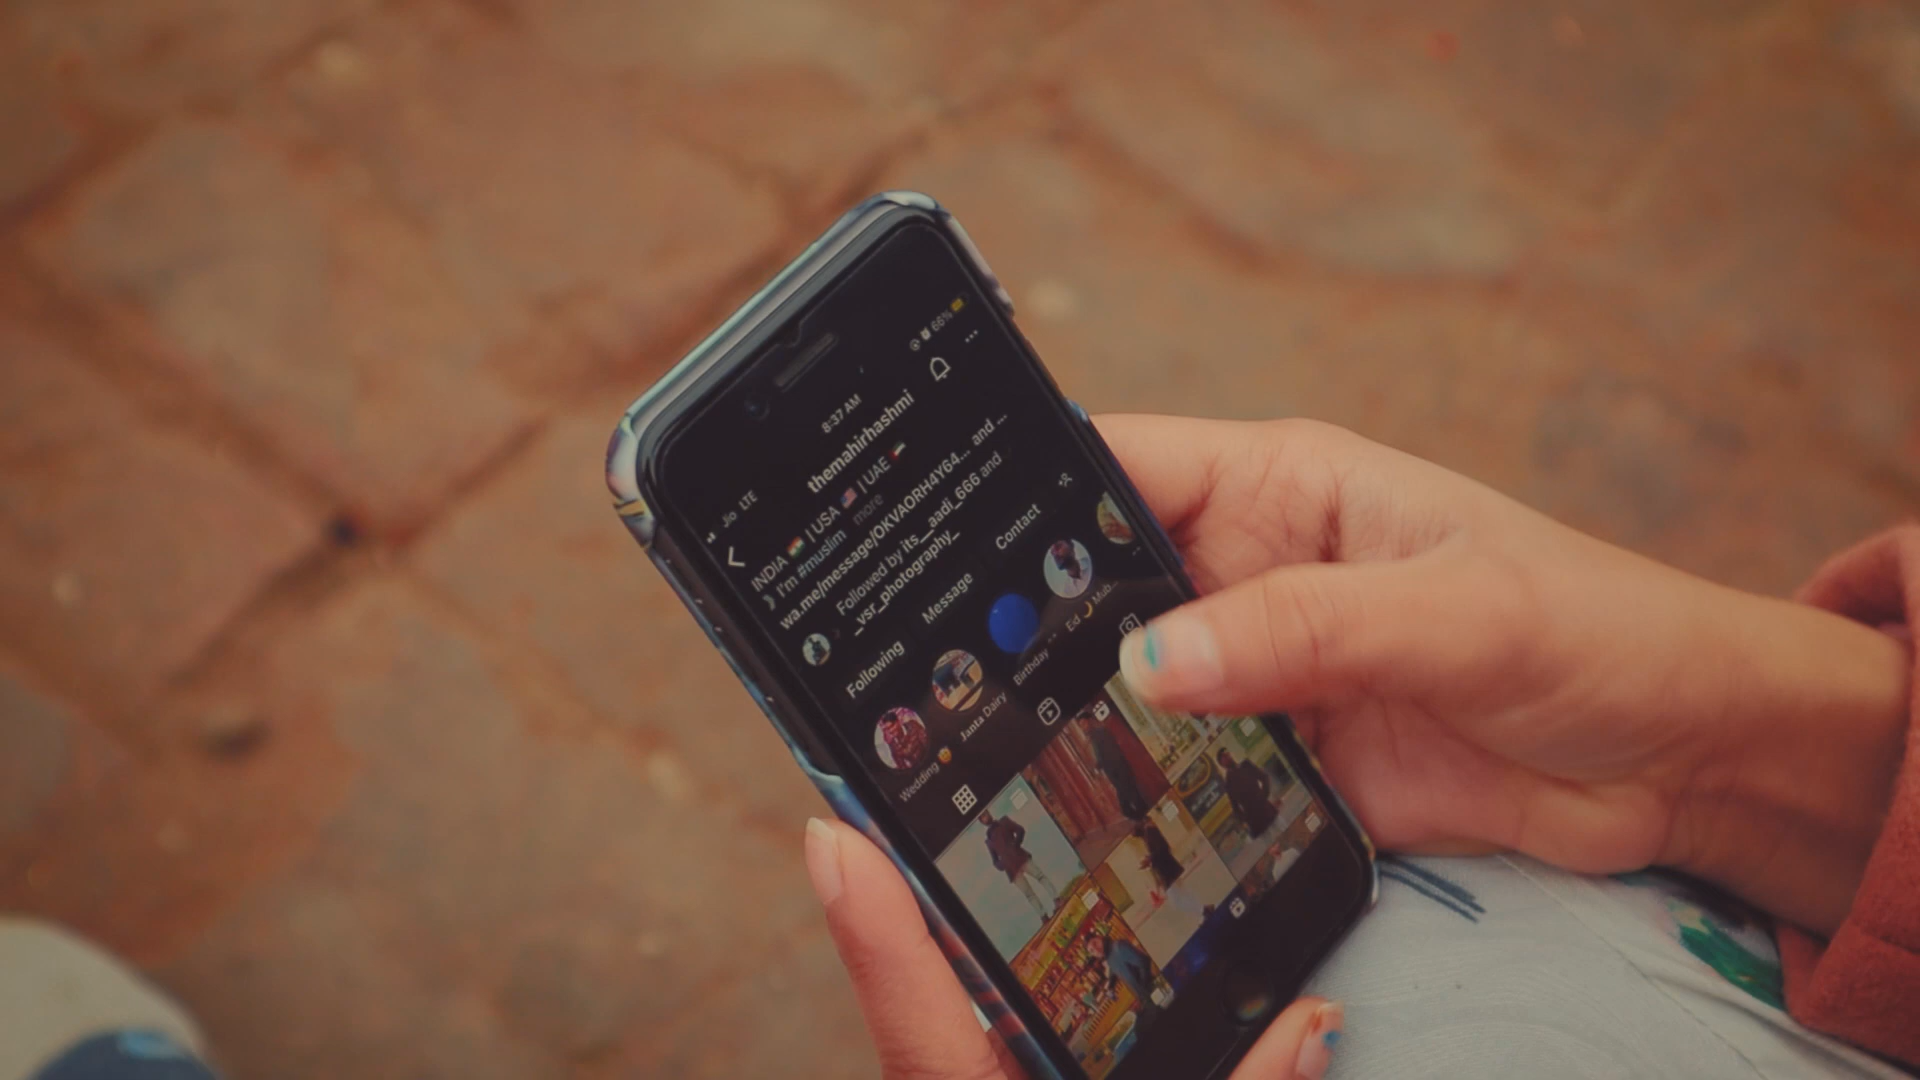 Jio LTE 8:37 AM 66%
themahirhashmi
INDIA 🇮🇳 | USA 🇺🇸 | UAE 🇦🇪
I'm #muslim more
wa.me/message/OKVAORH4Y64... and ...
Followed by its__aadi_666 and
_vsr_photography_
Following Message Contact
Wedding Janta Dairy Birthday Eid 🌙 Mub...